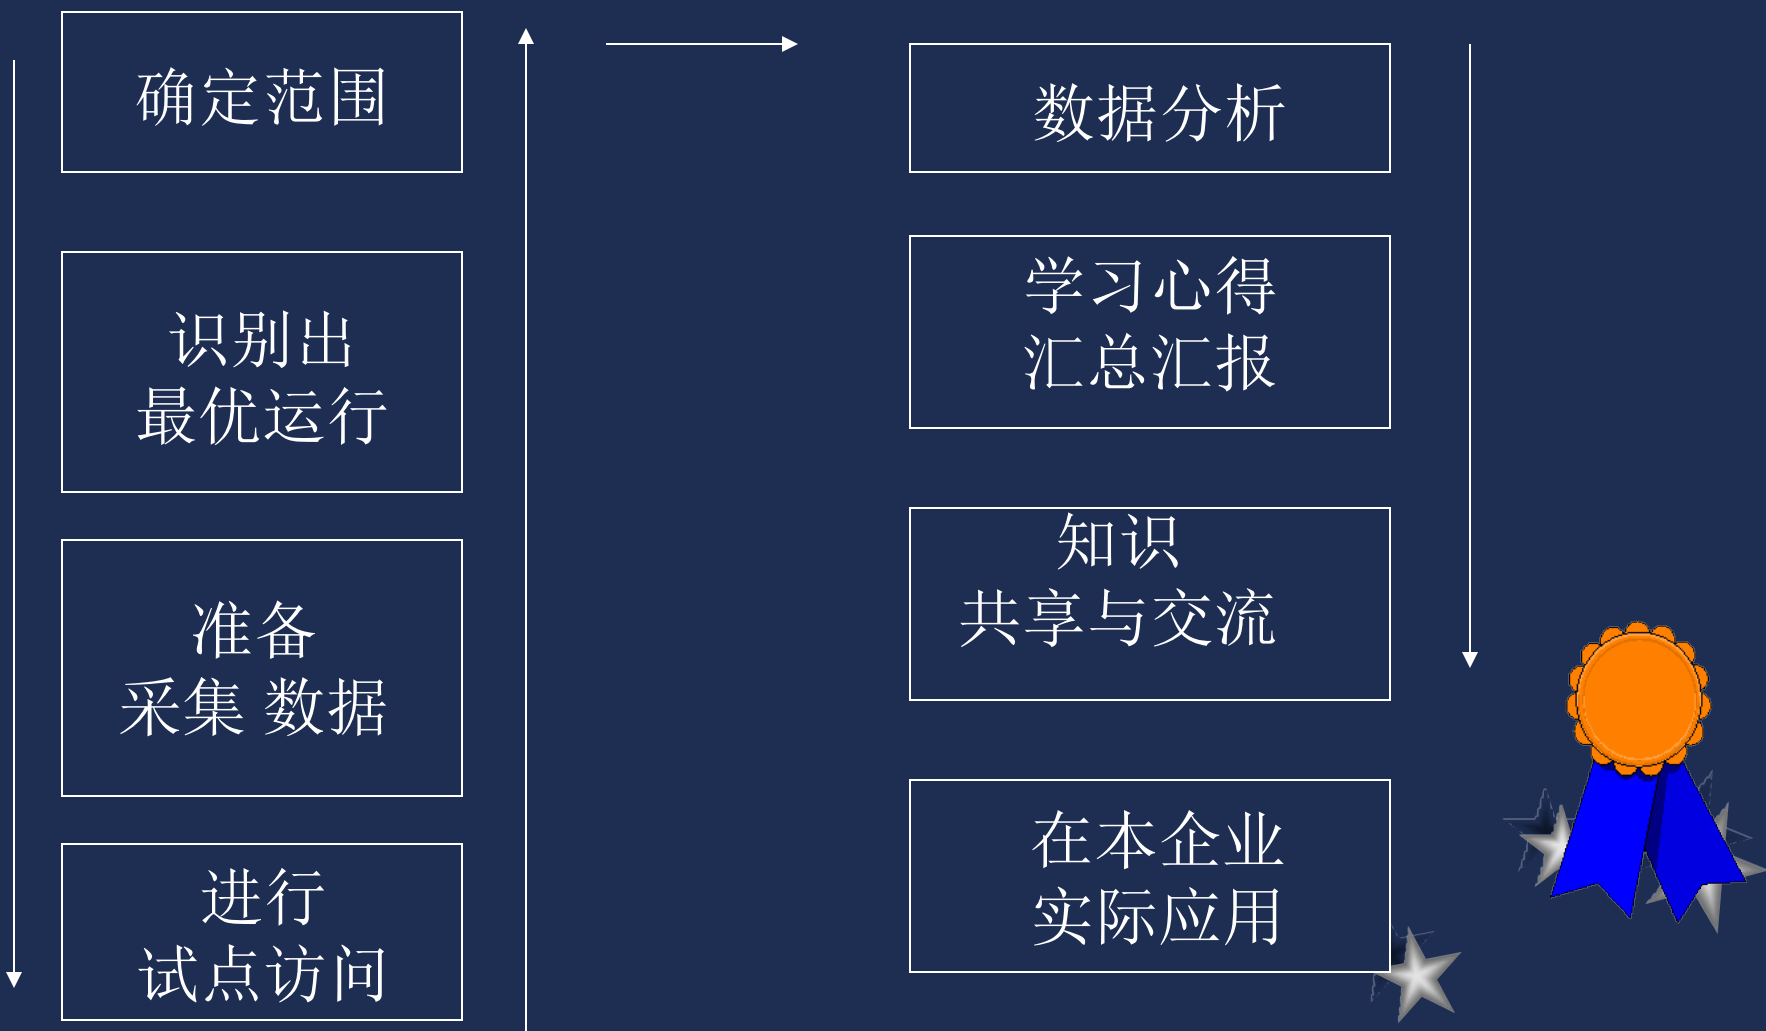 确定范围
识别出
最优运行
准备
采集 数据
进行
试点访问
数据分析
学习心得
汇总汇报
知识
共享与交流
在本企业
实际应用